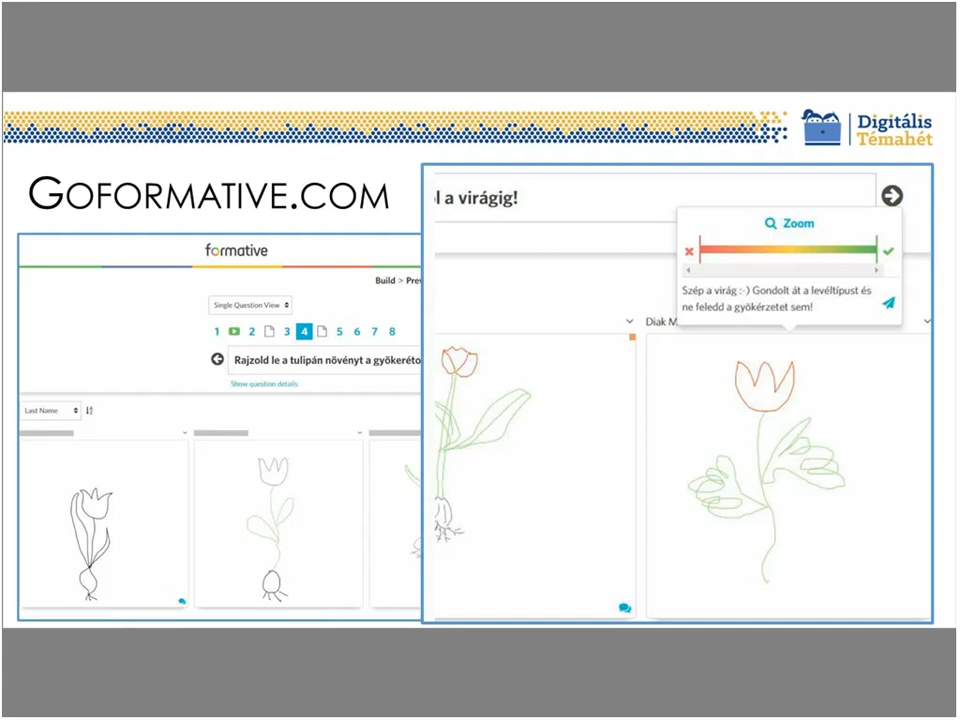 Digitális
Témahét
GOFORMATIVE.COM
formative
Build > Prev
Single Question View
1 2 3 4 5 6 7 8
Rajzold le a tulipán növényt a gyökeréto
Show question details
Last Name
l a virágig!
Zoom
Szép a virág :-) Gondolt át a levéltípust és
ne feledd a gyökérzetet sem!
Diak M